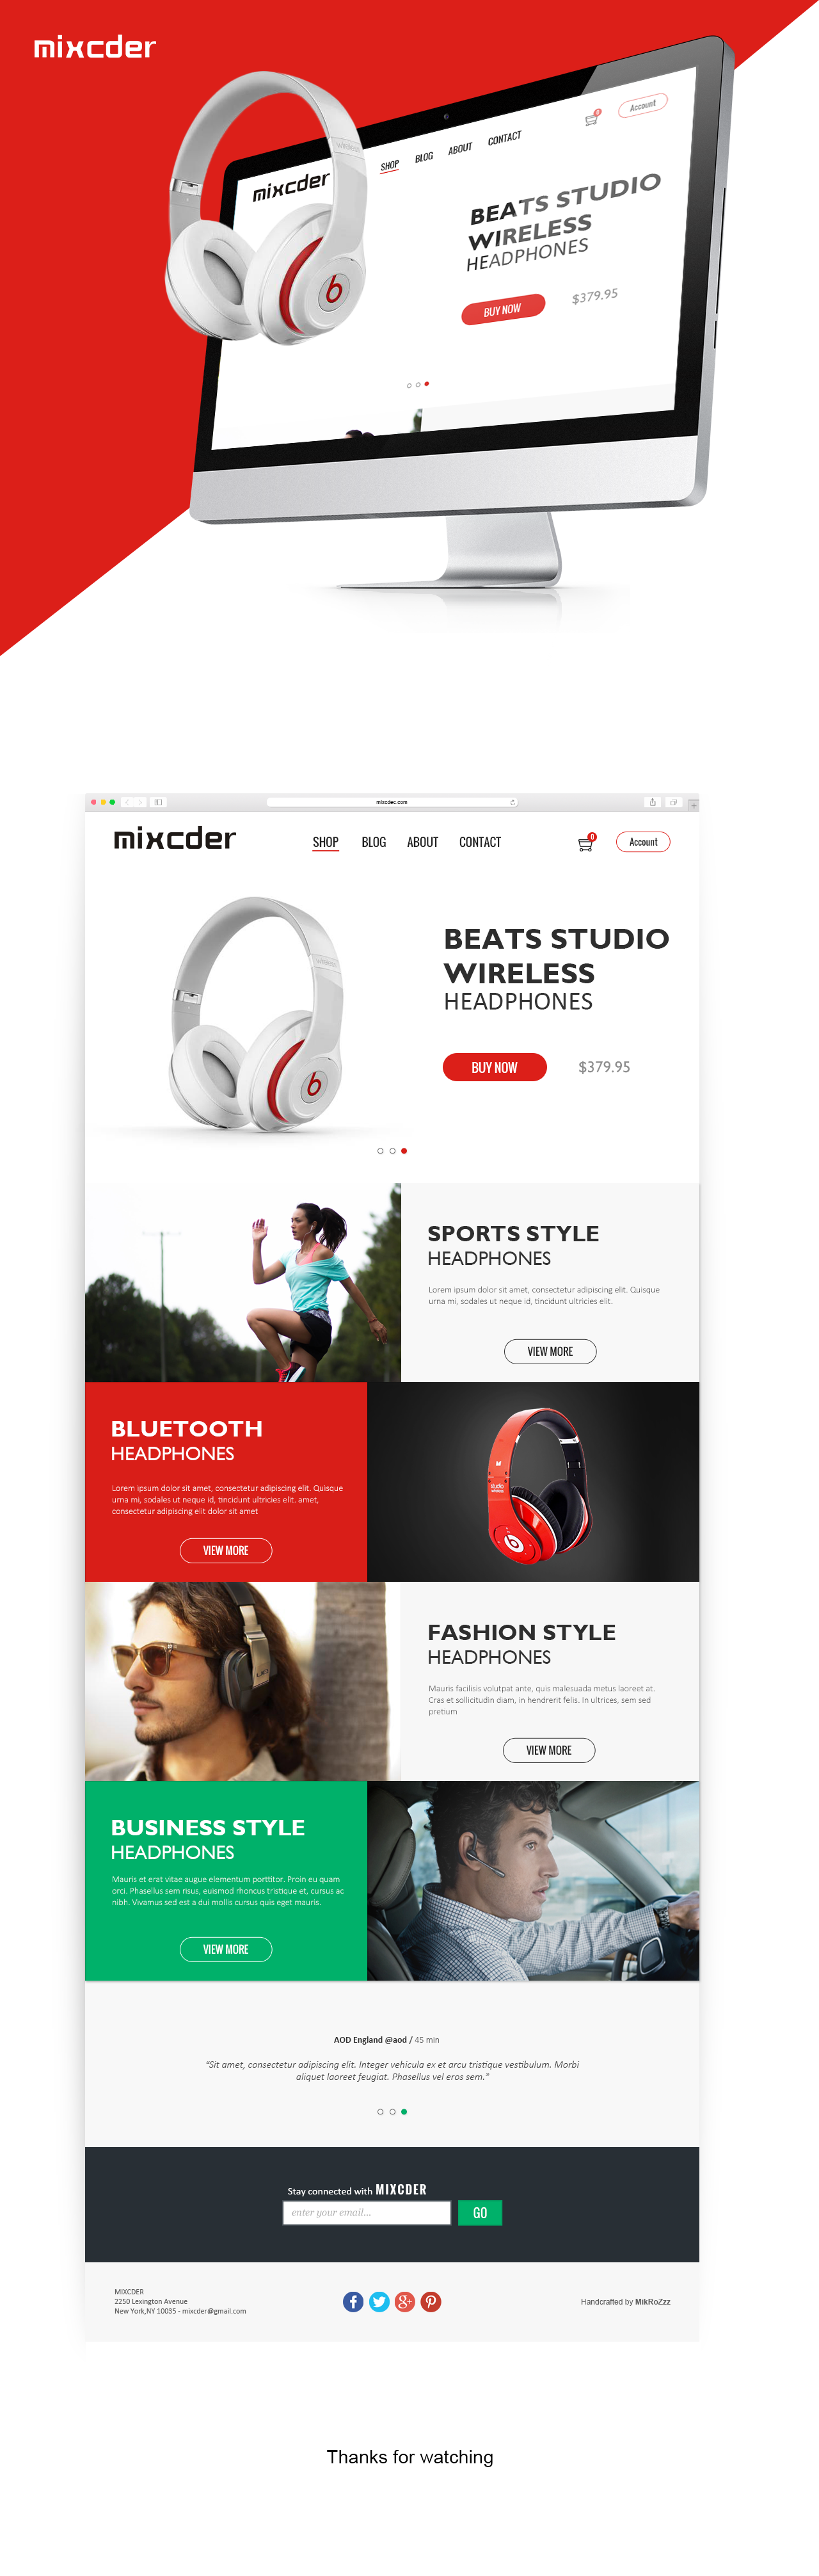 mixcder
mixcder
SHOP BLOG ABOUT CONTACT
0
Account
wireless
b
BEATS STUDIO
WIRELESS
HEADPHONES
BUY NOW $379.95
mixcdec.com
mixcder
SHOP BLOG ABOUT CONTACT
0
Account
b
BEATS STUDIO
WIRELESS
HEADPHONES
BUY NOW $379.95
SPORTS STYLE
HEADPHONES
Lorem ipsum dolor sit amet, consectetur adipiscing elit. Quisque
urna mi, sodales ut neque id, tincidunt ultricies elit.
VIEW MORE
BLUETOOTH
HEADPHONES
Lorem ipsum dolor sit amet, consectetur adipiscing elit. Quisque
urna mi, sodales ut neque id, tincidunt ultricies elit. amet,
consectetur adipiscing elit dolor sit amet
VIEW MORE
studio
wireless
b
FASHION STYLE
HEADPHONES
Mauris facilisis volutpat ante, quis malesuada metus laoreet at.
Cras et sollicitudin diam, in hendrerit felis. In ultrices, sem sed
pretium
VIEW MORE
BUSINESS STYLE
HEADPHONES
Mauris et erat vitae augue elementum porttitor. Proin eu quam
orci. Phasellus sem risus, euismod rhoncus tristique et, cursus ac
nibh. Vivamus sed est a dui mollis cursus quis eget mauris.
VIEW MORE
AOD England @aod / 45 min
"Sit amet, consectetur adipiscing elit. Integer vehicula ex et arcu tristique vestibulum. Morbi
aliquet laoreet feugiat. Phasellus vel eros sem."
Stay connected with MIXCDER
enter your email...
GO
MIXCDER
2250 Lexington Avenue
New York,NY 10035 - mixcder@gmail.com
Handcrafted by MikRoZzz
Thanks for watching